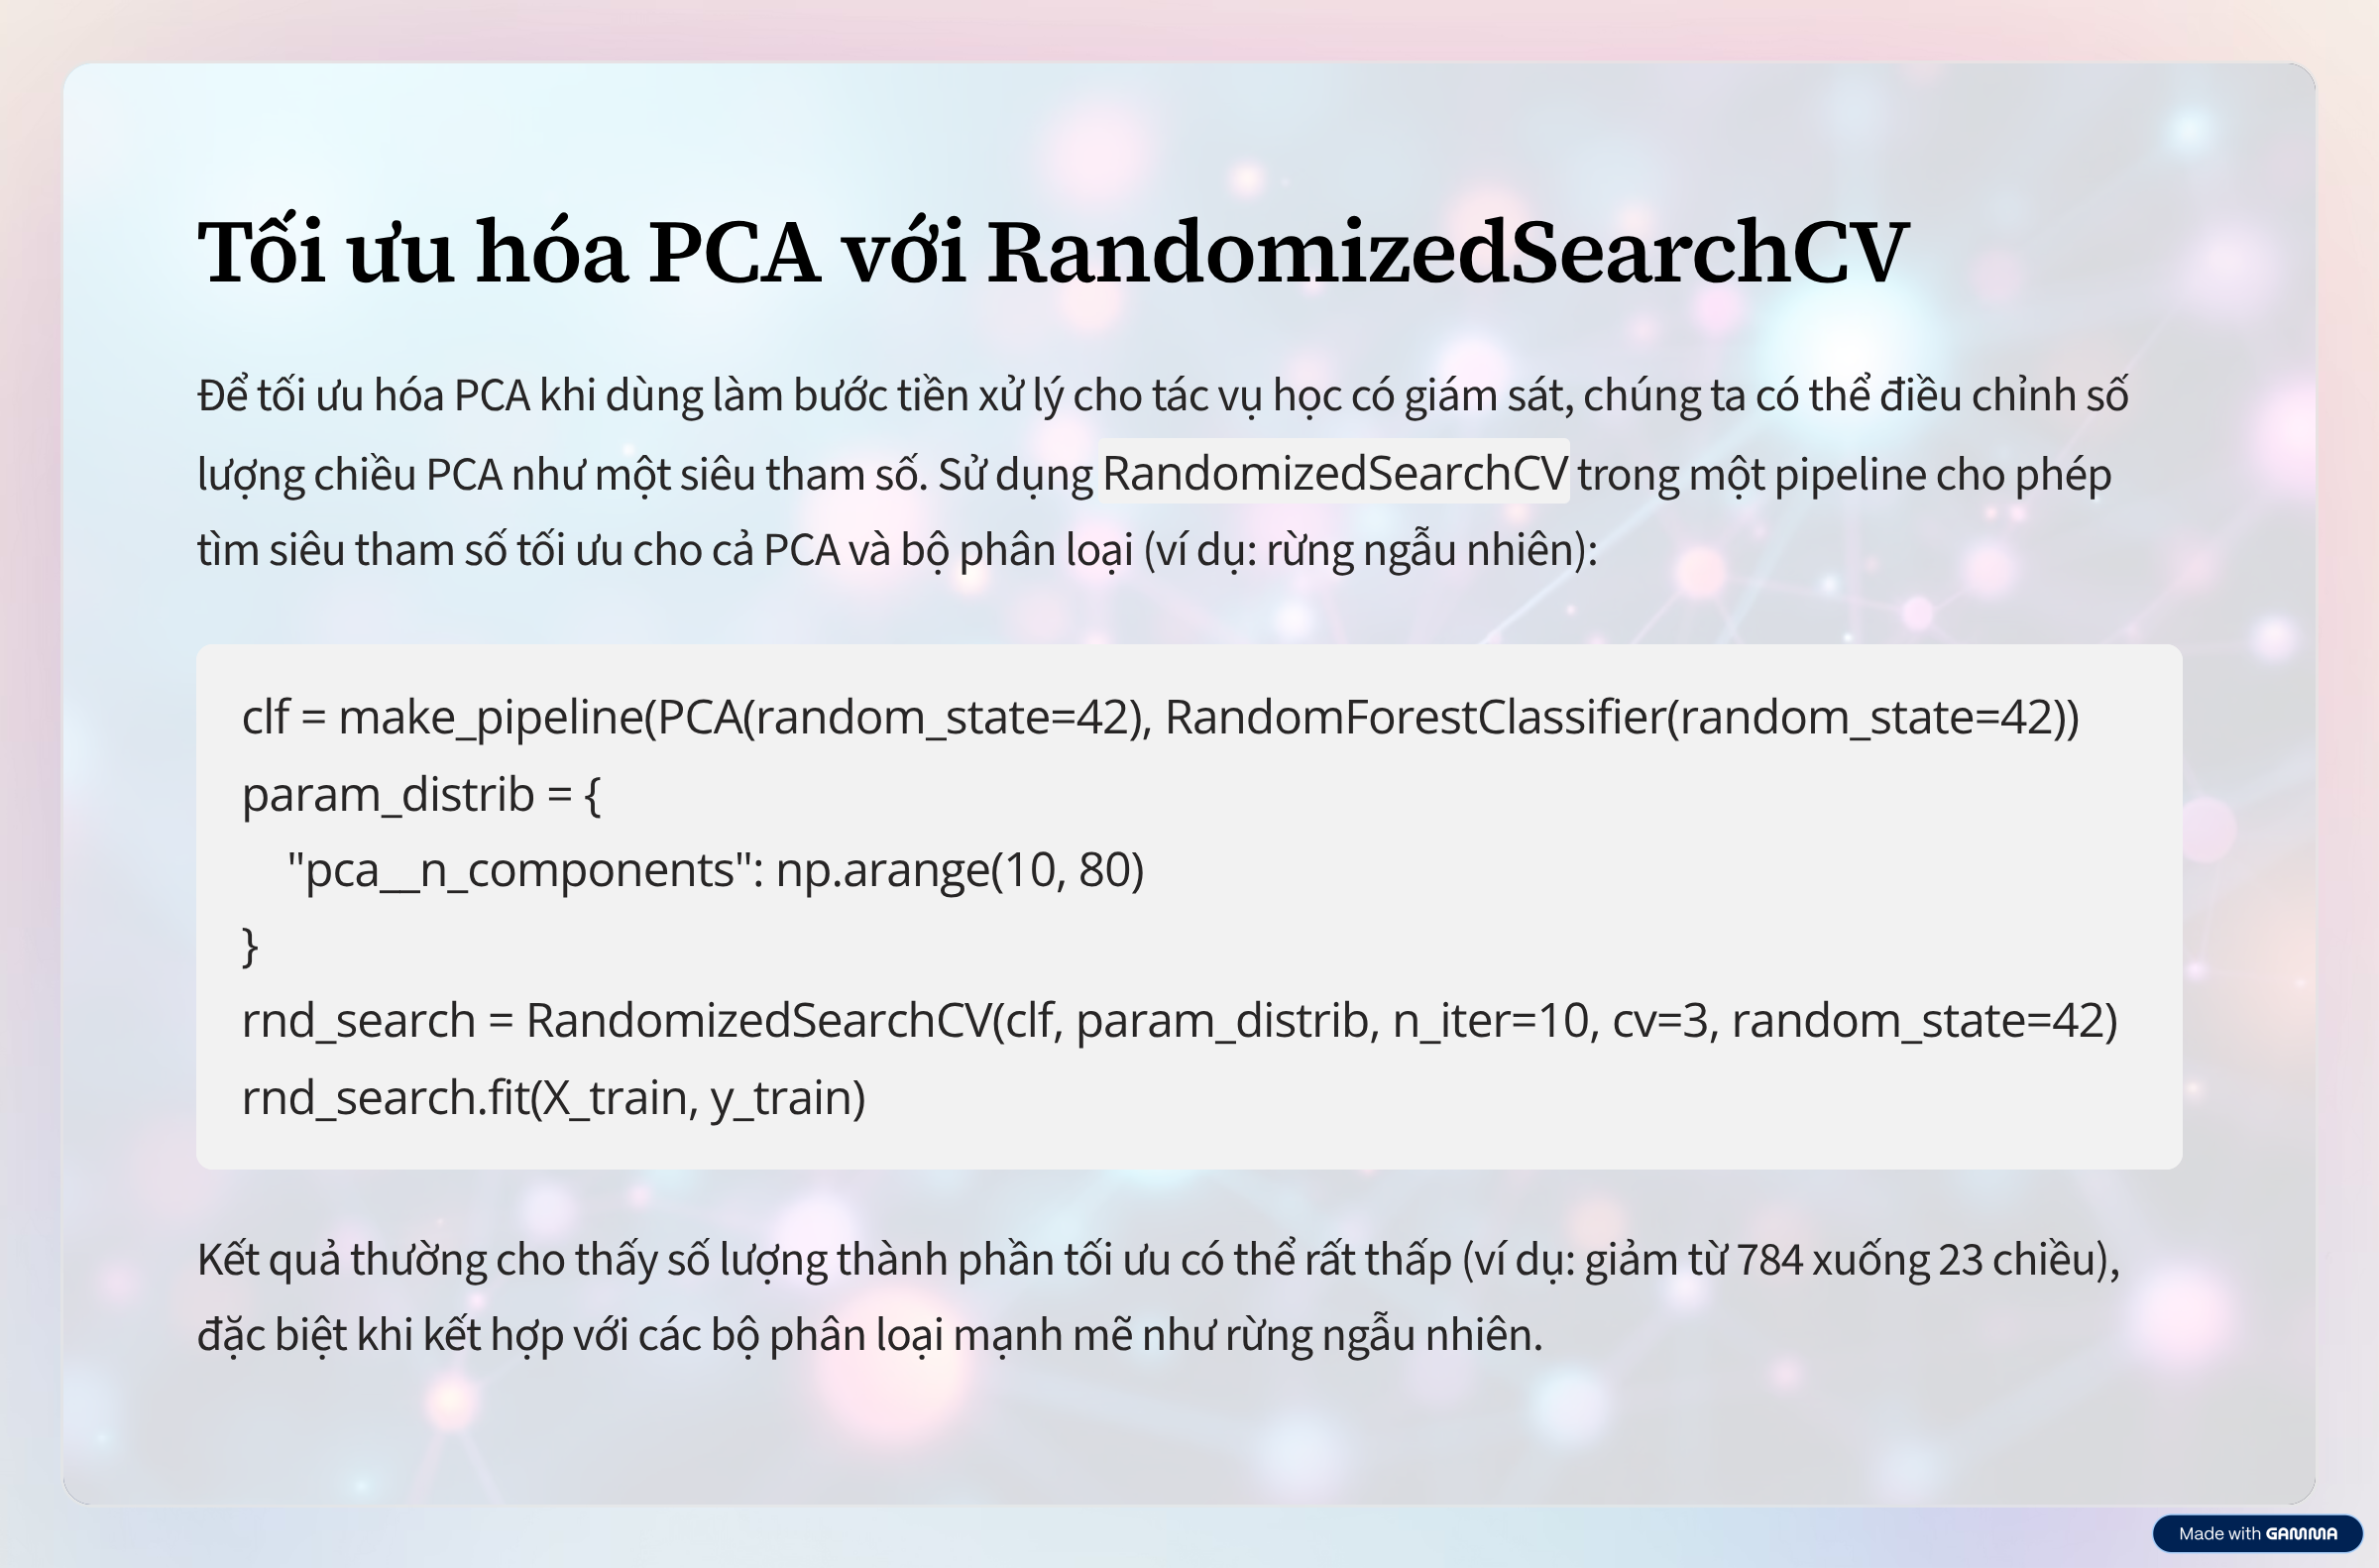 Tối ưu hóa PCA với RandomizedSearchCV
Để tối ưu hóa PCA khi dùng làm bước tiền xử lý cho tác vụ học có giám sát, chúng ta có thể điều chỉnh số
lượng chiều PCA như một siêu tham số. Sử dụng RandomizedSearchCV trong một pipeline cho phép
tìm siêu tham số tối ưu cho cả PCA và bộ phân loại (ví dụ: rừng ngẫu nhiên):
clf = make_pipeline(PCA(random_state=42), RandomForestClassifier(random_state=42))
param_distrib = {
    "pca__n_components": np.arange(10, 80)
}
rnd_search = RandomizedSearchCV(clf, param_distrib, n_iter=10, cv=3, random_state=42)
rnd_search.fit(X_train, y_train)
Kết quả thường cho thấy số lượng thành phần tối ưu có thể rất thấp (ví dụ: giảm từ 784 xuống 23 chiều),
đặc biệt khi kết hợp với các bộ phân loại mạnh mẽ như rừng ngẫu nhiên.
Made with GAMMA